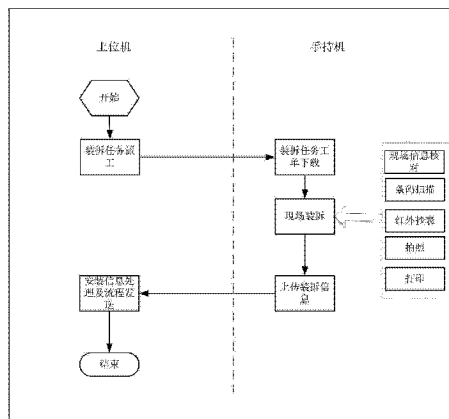 上位机
手持机
开始
装拆任务派
工
装拆任务工
单下载
现场信息核
对
条码扫描
现场装拆
红外抄表
拍照
打印
安装信息处
理及流程发
送
上传装拆信
息
结束